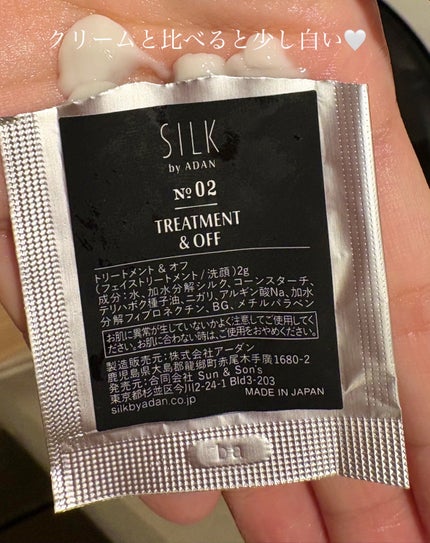 クリームと比べると少し白い🤍
SILK
by ADAN
№ 02
TREATMENT
& OFF
トリートメント & オフ
(フェイストリートメント / 洗顔) 2g
成分：水、加水分解シルク、コーンスターチ、
テリハボク種子油、ニガリ、アルギン酸Na、加水
分解フィブロネクチン、BG、メチルパラベン
お肌に異常が生じていないかよく注意してご使用してく
ださい。お肌に合わない時は、ご使用をおやめください。
製造販売元：株式会社アーダン
鹿児島県大島郡龍郷町赤尾木手広1680-2
発売元：合同会社 Sun & Son's
東京都杉並区今川2-24-1 Bld3-203
silkbyadan.co.jp MADE IN JAPAN